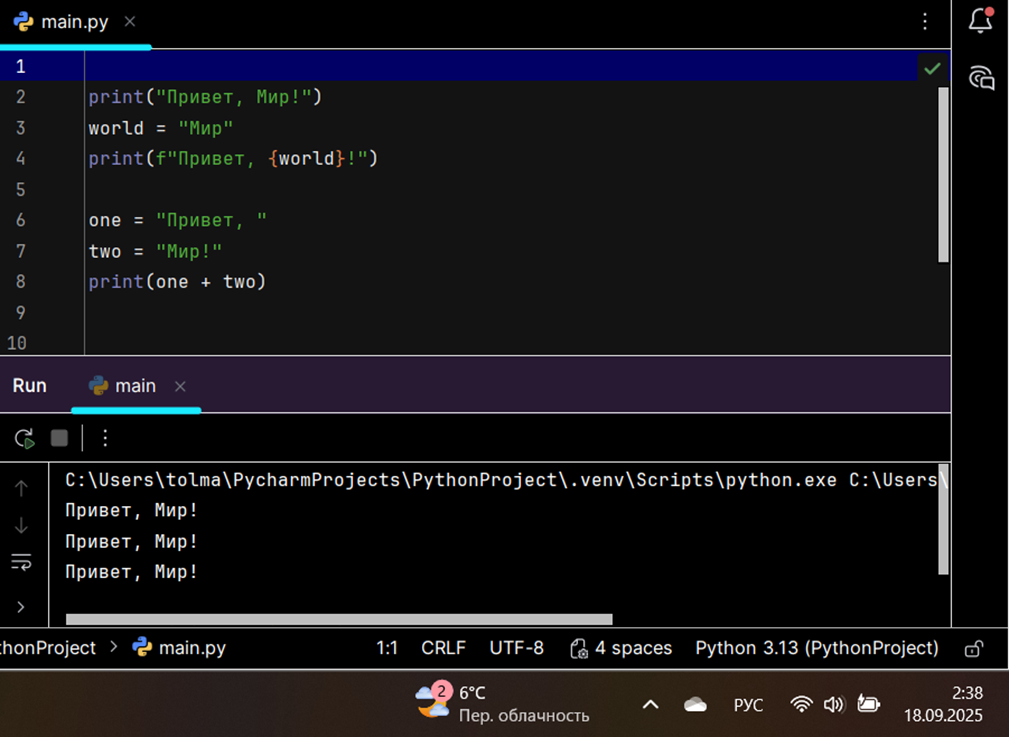 main.py
1
2 print("Привет, Мир!")
3 world = "Мир"
4 print(f"Привет, {world}!")
5
6 one = "Привет, "
7 two = "Мир!"
8 print(one + two)
9
10
Run main
C:\Users\tolma\PycharmProjects\PythonProject\.venv\Scripts\python.exe C:\Users\
Привет, Мир!
Привет, Мир!
Привет, Мир!
thonProject > main.py 1:1 CRLF UTF-8 4 spaces Python 3.13 (PythonProject)
2 6°C
Пер. облачность
РУС
2:38
18.09.2025